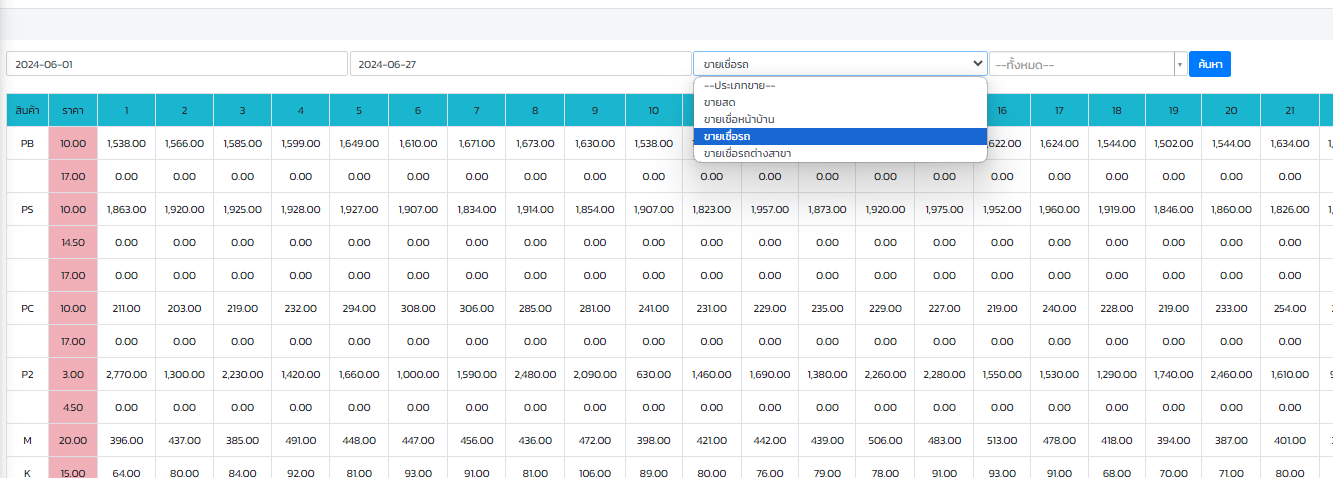 2024-06-01 2024-06-27 ขายเชื่อรถ --ทั้งหมด-- ค้นหา
--ประเภทขาย--
ขายสด
ขายเชื่อหน้าบ้าน
ขายเชื่อรถ
ขายเชื่อรถต่างสาขา
สินค้า ราคา 1 2 3 4 5 6 7 8 9 10 16 17 18 19 20 21
PB 10.00 1,538.00 1,566.00 1,585.00 1,599.00 1,649.00 1,610.00 1,671.00 1,673.00 1,630.00 1,538.00 ,622.00 1,624.00 1,544.00 1,502.00 1,544.00 1,634.00
17.00 0.00 0.00 0.00 0.00 0.00 0.00 0.00 0.00 0.00 0.00 0.00 0.00 0.00 0.00 0.00 0.00 0.00 0.00 0.00 0.00 0.00
PS 10.00 1,863.00 1,920.00 1,925.00 1,928.00 1,927.00 1,907.00 1,834.00 1,914.00 1,854.00 1,907.00 1,823.00 1,957.00 1,873.00 1,920.00 1,975.00 1,952.00 1,960.00 1,919.00 1,846.00 1,860.00 1,826.00
14.50 0.00 0.00 0.00 0.00 0.00 0.00 0.00 0.00 0.00 0.00 0.00 0.00 0.00 0.00 0.00 0.00 0.00 0.00 0.00 0.00 0.00
17.00 0.00 0.00 0.00 0.00 0.00 0.00 0.00 0.00 0.00 0.00 0.00 0.00 0.00 0.00 0.00 0.00 0.00 0.00 0.00 0.00 0.00
PC 10.00 211.00 203.00 219.00 232.00 294.00 308.00 306.00 285.00 281.00 241.00 231.00 229.00 235.00 229.00 227.00 219.00 240.00 228.00 219.00 233.00 254.00
17.00 0.00 0.00 0.00 0.00 0.00 0.00 0.00 0.00 0.00 0.00 0.00 0.00 0.00 0.00 0.00 0.00 0.00 0.00 0.00 0.00 0.00
P2 3.00 2,770.00 1,300.00 2,230.00 1,420.00 1,660.00 1,000.00 1,590.00 2,480.00 2,090.00 630.00 1,460.00 1,690.00 1,380.00 2,260.00 2,280.00 1,550.00 1,530.00 1,290.00 1,740.00 2,460.00 1,610.00
4.50 0.00 0.00 0.00 0.00 0.00 0.00 0.00 0.00 0.00 0.00 0.00 0.00 0.00 0.00 0.00 0.00 0.00 0.00 0.00 0.00 0.00
M 20.00 396.00 437.00 385.00 491.00 448.00 447.00 456.00 436.00 472.00 398.00 421.00 442.00 439.00 506.00 483.00 513.00 478.00 418.00 394.00 387.00 401.00
K 15.00 64.00 80.00 84.00 92.00 81.00 93.00 91.00 81.00 106.00 89.00 80.00 76.00 79.00 78.00 91.00 93.00 91.00 68.00 70.00 71.00 80.00